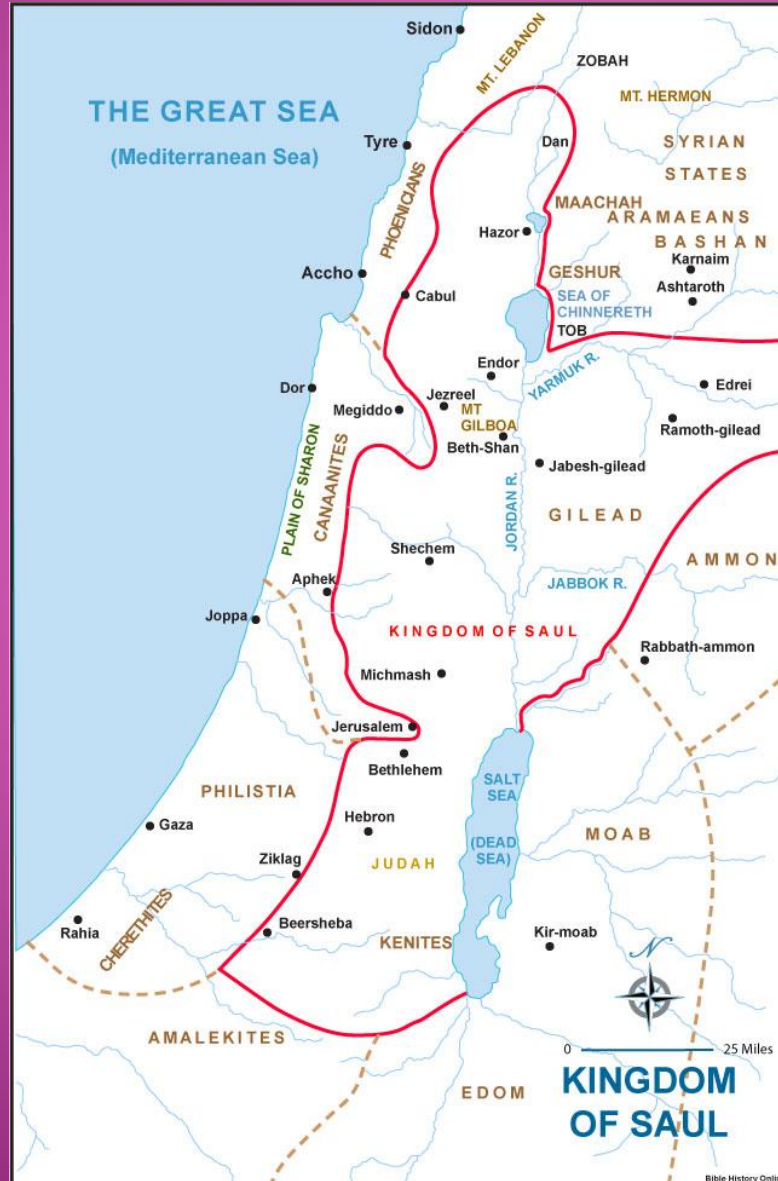 Sidon
MT. LEBANON
ZOBAH
THE GREAT SEA
(Mediterranean Sea)
MT. HERMON
Tyre
Dan
SYRIAN
STATES
PHOENICIANS
MAACHAH
ARAMAEANS
Hazor
BASHAN
Karnaim
Accho
GESHUR
Ashtaroth
Cabul
SEA OF
CHINNERETH
TOB
Endor
YARMUK R.
Dor
Edrei
Jezreel
Megiddo
MT
GILBOA
Ramoth-gilead
Beth-Shan
Jabesh-gilead
PLAIN OF SHARON
CANAANITES
JORDAN R.
GILEAD
Shechem
AMMON
Aphek
JABBOK R.
Joppa
KINGDOM OF SAUL
Rabbath-ammon
Michmash
Jerusalem
Bethlehem
SALT
SEA
PHILISTIA
Gaza
Hebron
MOAB
(DEAD
SEA)
Ziklag
JUDAH
Rahia
CHERETHITES
Beersheba
KENITES
Kir-moab
N
AMALEKITES
0 25 Miles
EDOM
KINGDOM
OF SAUL
Bible History Onli